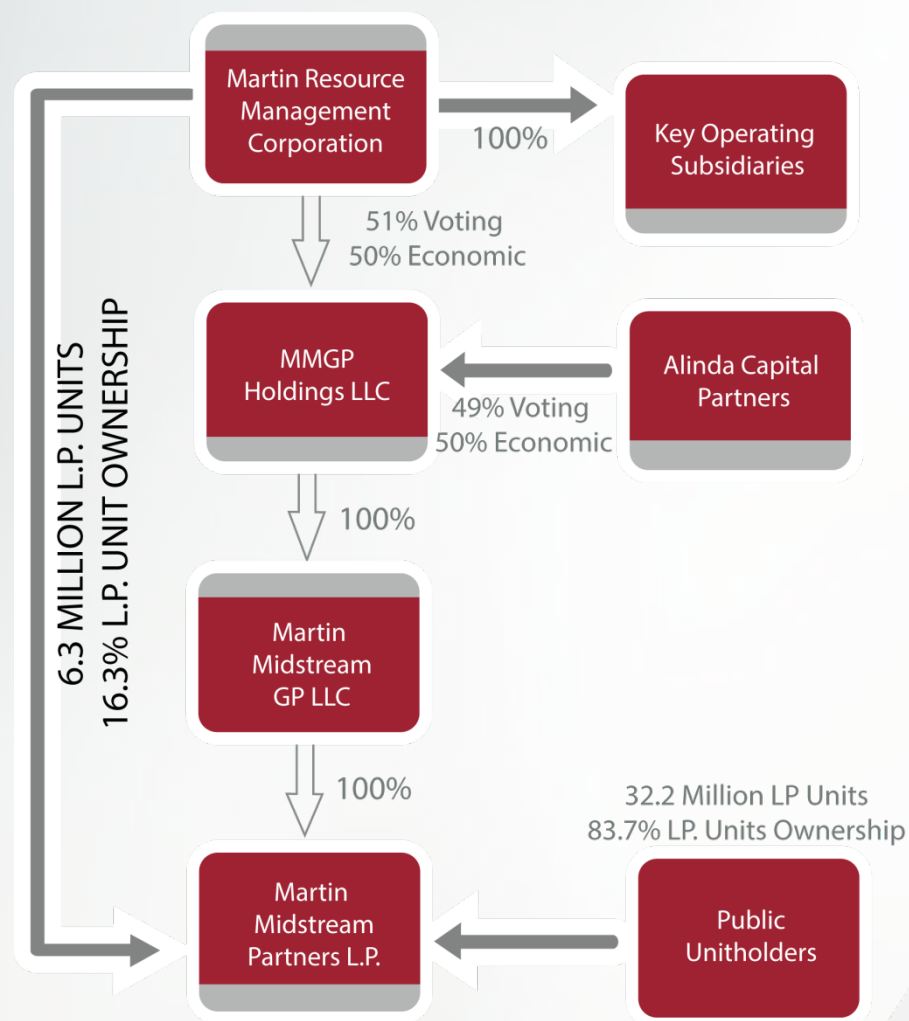 Martin Resource
Management
Corporation
100%
Key Operating
Subsidiaries
51% Voting
50% Economic
6.3 MILLION L.P. UNITS
16.3% L.P. UNIT OWNERSHIP
MMGP
Holdings LLC
49% Voting
50% Economic
Alinda Capital
Partners
100%
Martin
Midstream
GP LLC
100%
32.2 Million LP Units
83.7% LP. Units Ownership
Martin
Midstream
Partners L.P.
Public
Unitholders